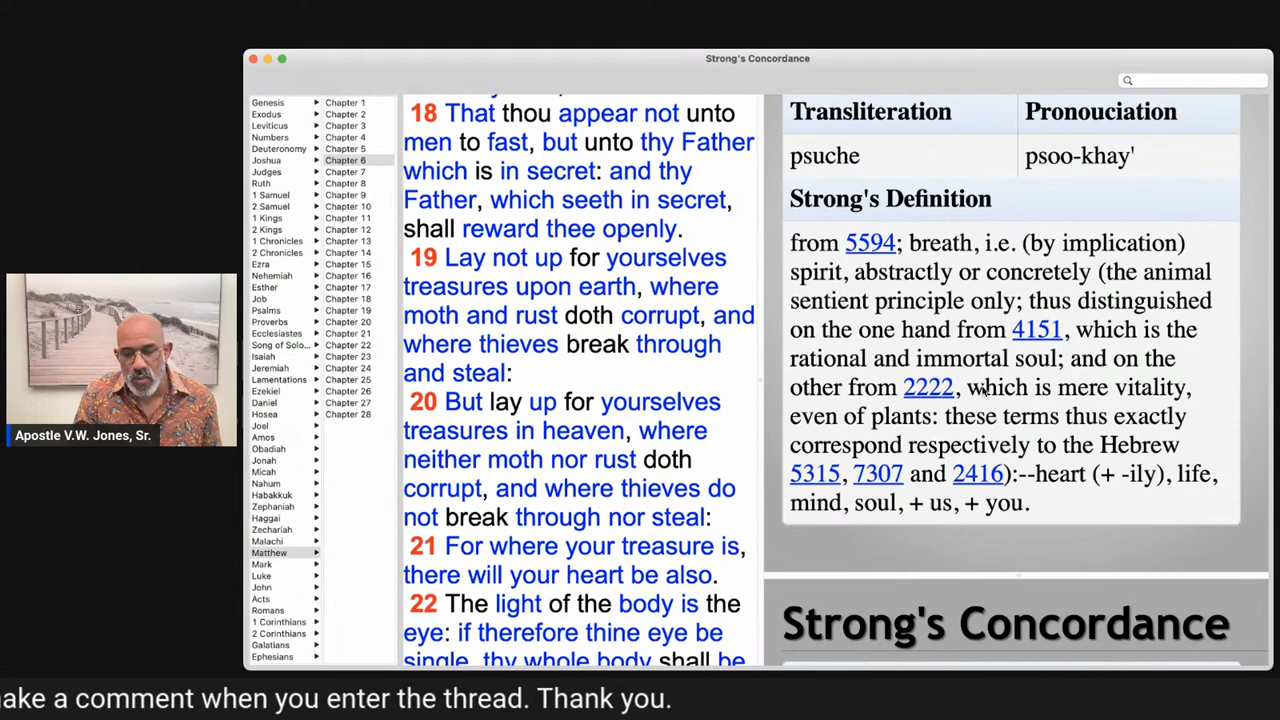 Strong's Concordance
Genesis
Exodus
Leviticus
Numbers
Deuteronomy
Joshua
Judges
Ruth
1 Samuel
2 Samuel
1 Kings
2 Kings
1 Chronicles
2 Chronicles
Ezra
Nehemiah
Esther
Job
Psalms
Proverbs
Ecclesiastes
Song of Solo...
Isaiah
Jeremiah
Lamentations
Ezekiel
Daniel
Hosea
Joel
Amos
Obadiah
Jonah
Micah
Nahum
Habakkuk
Zephaniah
Haggai
Zechariah
Malachi
Matthew
Mark
Luke
John
Acts
Romans
1 Corinthians
2 Corinthians
Galatians
Ephesians
Chapter 1
Chapter 2
Chapter 3
Chapter 4
Chapter 5
Chapter 6
Chapter 7
Chapter 8
Chapter 9
Chapter 10
Chapter 11
Chapter 12
Chapter 13
Chapter 14
Chapter 15
Chapter 16
Chapter 17
Chapter 18
Chapter 19
Chapter 20
Chapter 21
Chapter 22
Chapter 23
Chapter 24
Chapter 25
Chapter 26
Chapter 27
Chapter 28
18 That thou appear not unto
men to fast, but unto thy Father
which is in secret: and thy
Father, which seeth in secret,
shall reward thee openly.
19 Lay not up for yourselves
treasures upon earth, where
moth and rust doth corrupt, and
where thieves break through
and steal:
20 But lay up for yourselves
treasures in heaven, where
neither moth nor rust doth
corrupt, and where thieves do
not break through nor steal:
21 For where your treasure is,
there will your heart be also.
22 The light of the body is the
eye: if therefore thine eye be
single, thy whole body shall be
Transliteration Pronouciation
psuche psoo-khay'
Strong's Definition
from 5594; breath, i.e. (by implication)
spirit, abstractly or concretely (the animal
sentient principle only; thus distinguished
on the one hand from 4151, which is the
rational and immortal soul; and on the
other from 2222, which is mere vitality,
even of plants: these terms thus exactly
correspond respectively to the Hebrew
5315, 7307 and 2416):--heart (+ -ily), life,
mind, soul, + us, + you.
Strong's Concordance
Apostle V.W. Jones, Sr.
ake a comment when you enter the thread. Thank you.